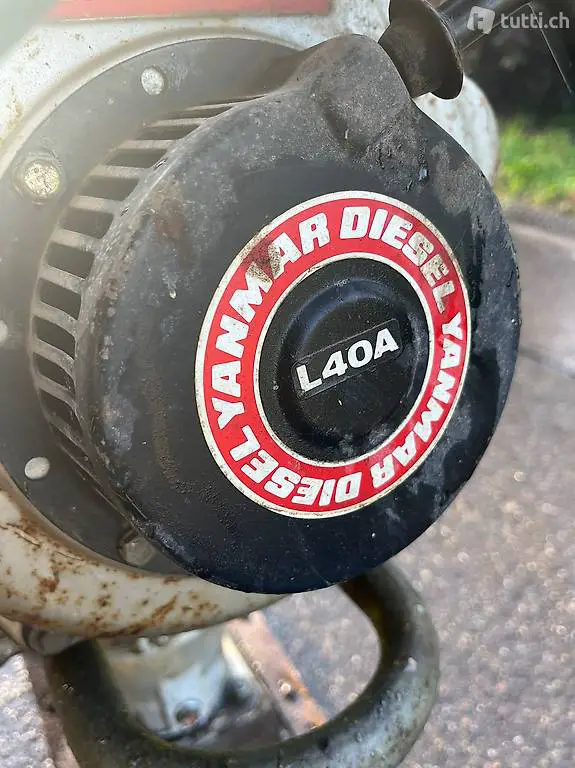 tutti.ch
YANMAR DIESEL YANMAR DIESEL
L40A